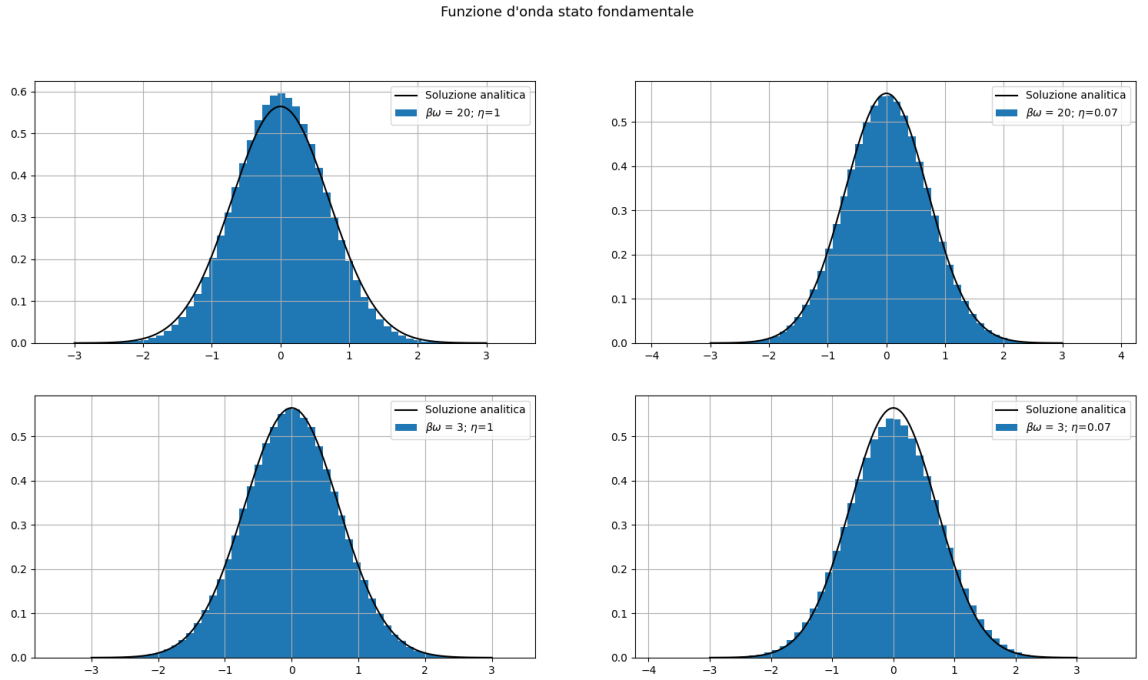 Funzione d'onda stato fondamentale
0.6
0.5
0.4
0.3
0.2
0.1
0.0
−3 −2 −1 0 1 2 3
Soluzione analitica
βω = 20; η=1
0.5
0.4
0.3
0.2
0.1
0.0
−4 −3 −2 −1 0 1 2 3 4
Soluzione analitica
βω = 20; η=0.07
0.5
0.4
0.3
0.2
0.1
0.0
−3 −2 −1 0 1 2 3
Soluzione analitica
βω = 3; η=1
0.5
0.4
0.3
0.2
0.1
0.0
−4 −3 −2 −1 0 1 2 3
Soluzione analitica
βω = 3; η=0.07